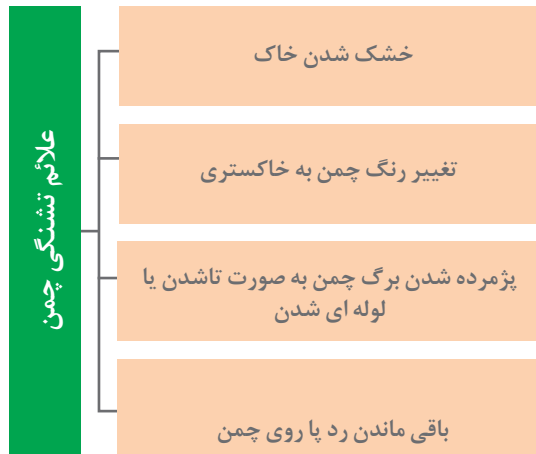 علائم تشنگی چمن
خشک شدن خاک
تغییر رنگ چمن به خاکستری
پژمرده شدن برگ چمن به صورت تاشدن یا
لوله ای شدن
باقی ماندن رد پا روی چمن